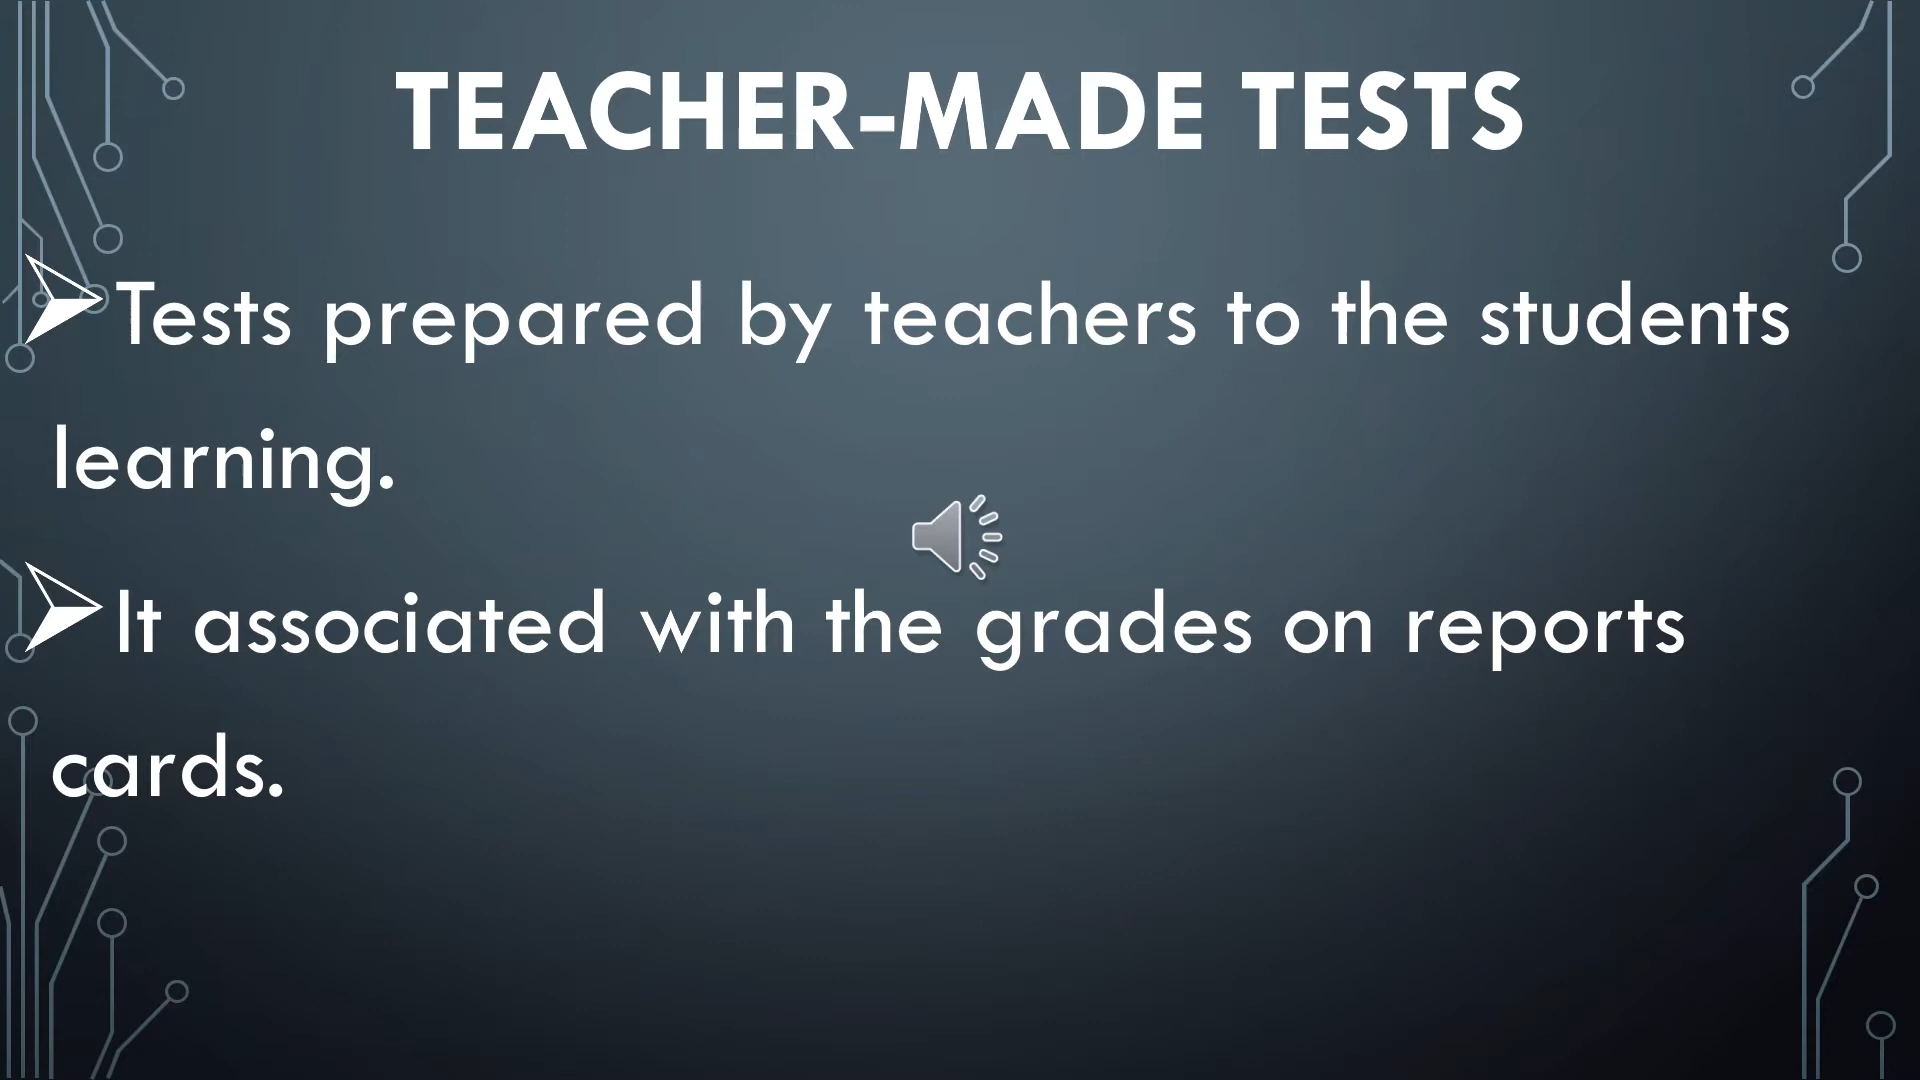 TEACHER-MADE TESTS
Tests prepared by teachers to the students
learning.
It associated with the grades on reports
cards.